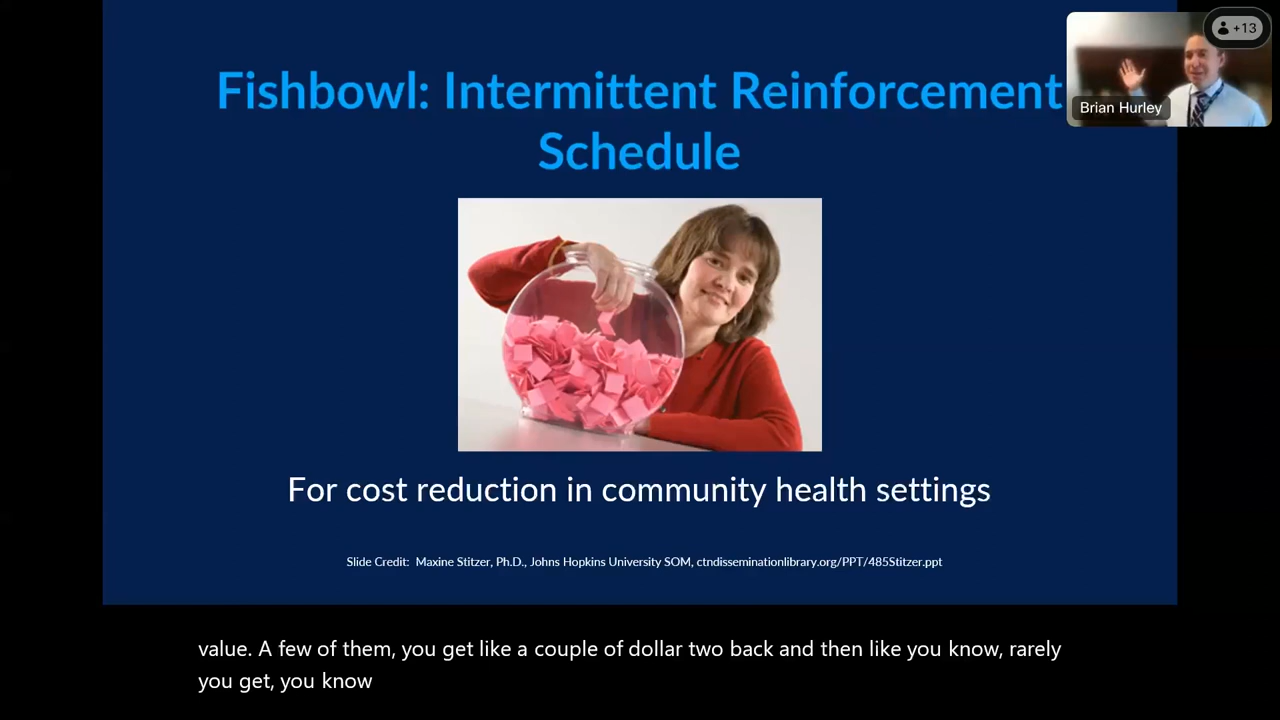 Fishbowl: Intermittent Reinforcement
Schedule
+13
Brian Hurley
For cost reduction in community health settings
Slide Credit: Maxine Stitzer, Ph.D., Johns Hopkins University SOM, ctndisseminationlibrary.org/PPT/485Stitzer.ppt
value. A few of them, you get like a couple of dollar two back and then like you know, rarely
you get, you know